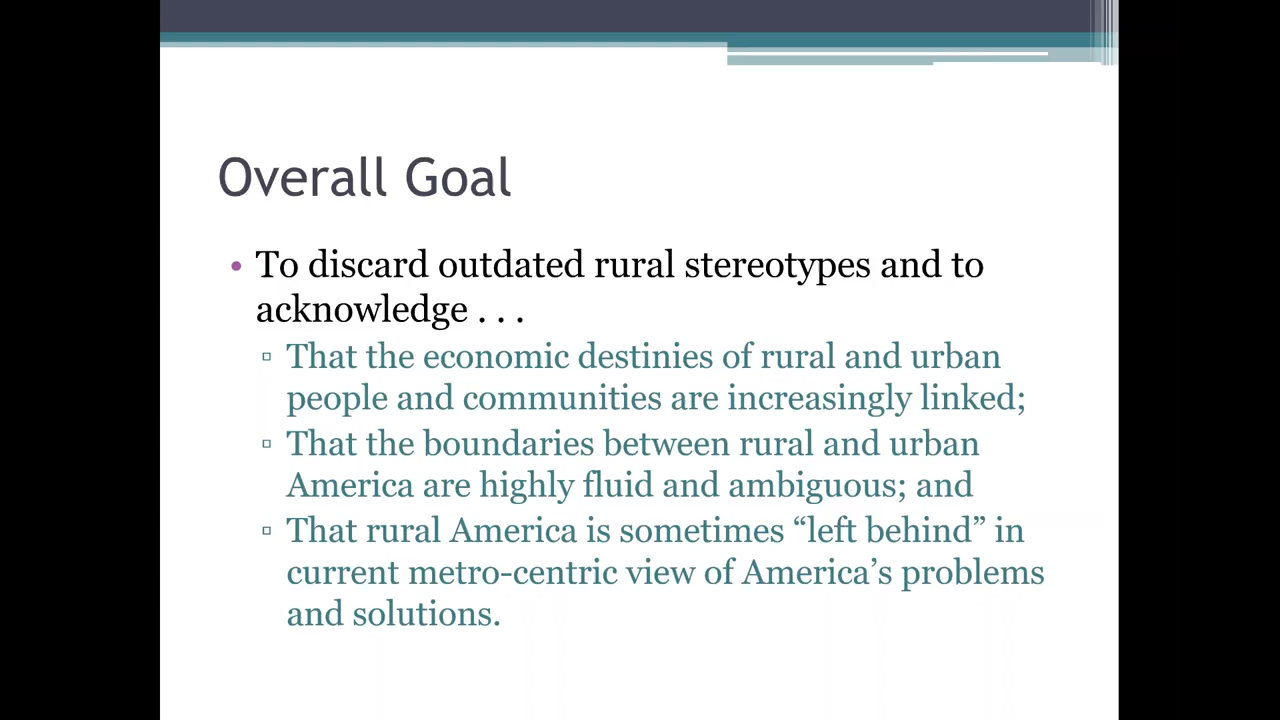 Overall Goal
• To discard outdated rural stereotypes and to
acknowledge . . .
▫ That the economic destinies of rural and urban
people and communities are increasingly linked;
▫ That the boundaries between rural and urban
America are highly fluid and ambiguous; and
▫ That rural America is sometimes “left behind” in
current metro-centric view of America’s problems
and solutions.